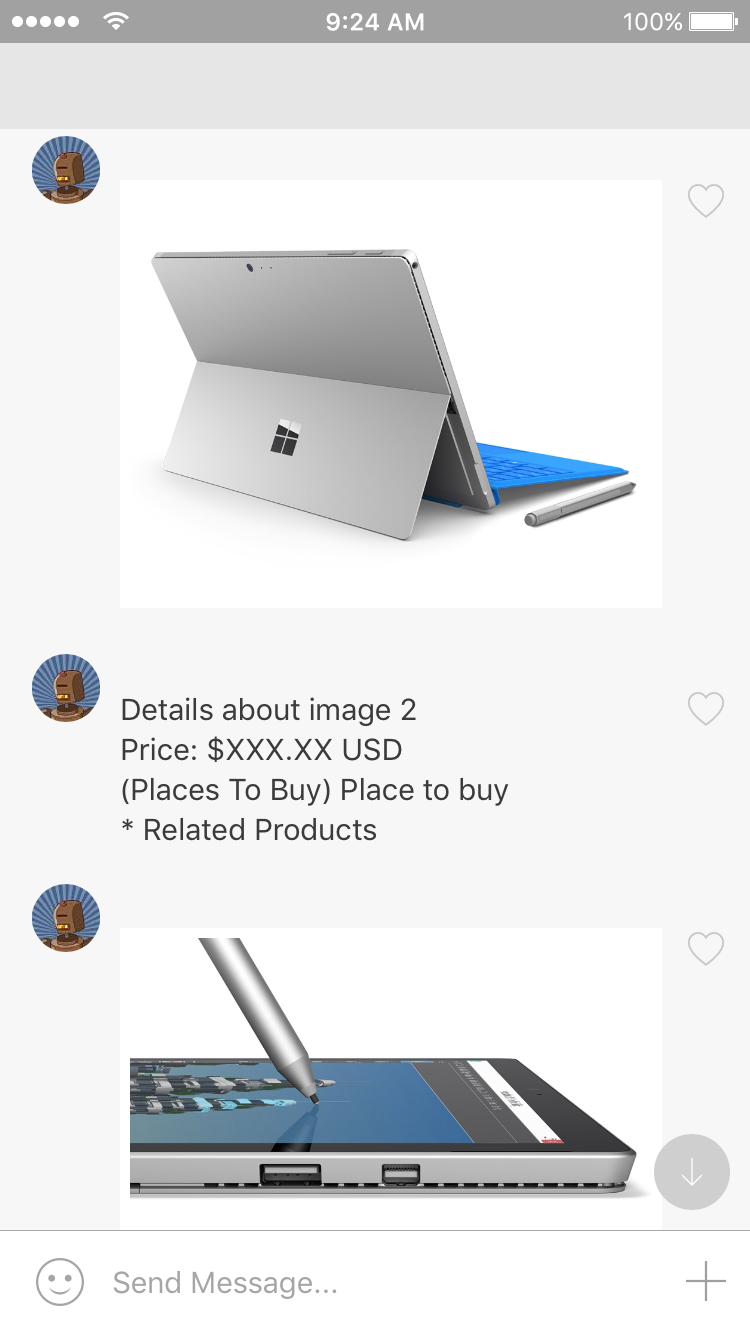 9:24 AM
100%
Details about image 2
Price: $XXX.XX USD
(Places To Buy) Place to buy
* Related Products
Send Message...